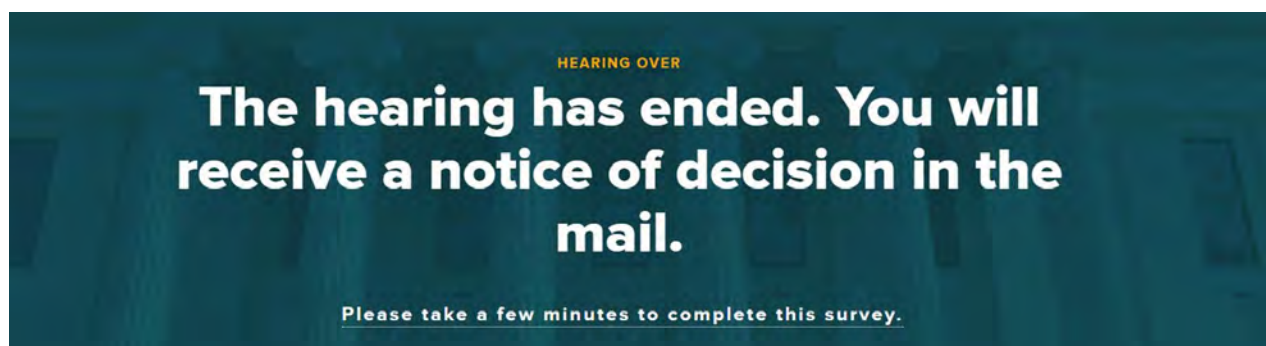 HEARING OVER
The hearing has ended. You will
receive a notice of decision in the
mail.
Please take a few minutes to complete this survey.